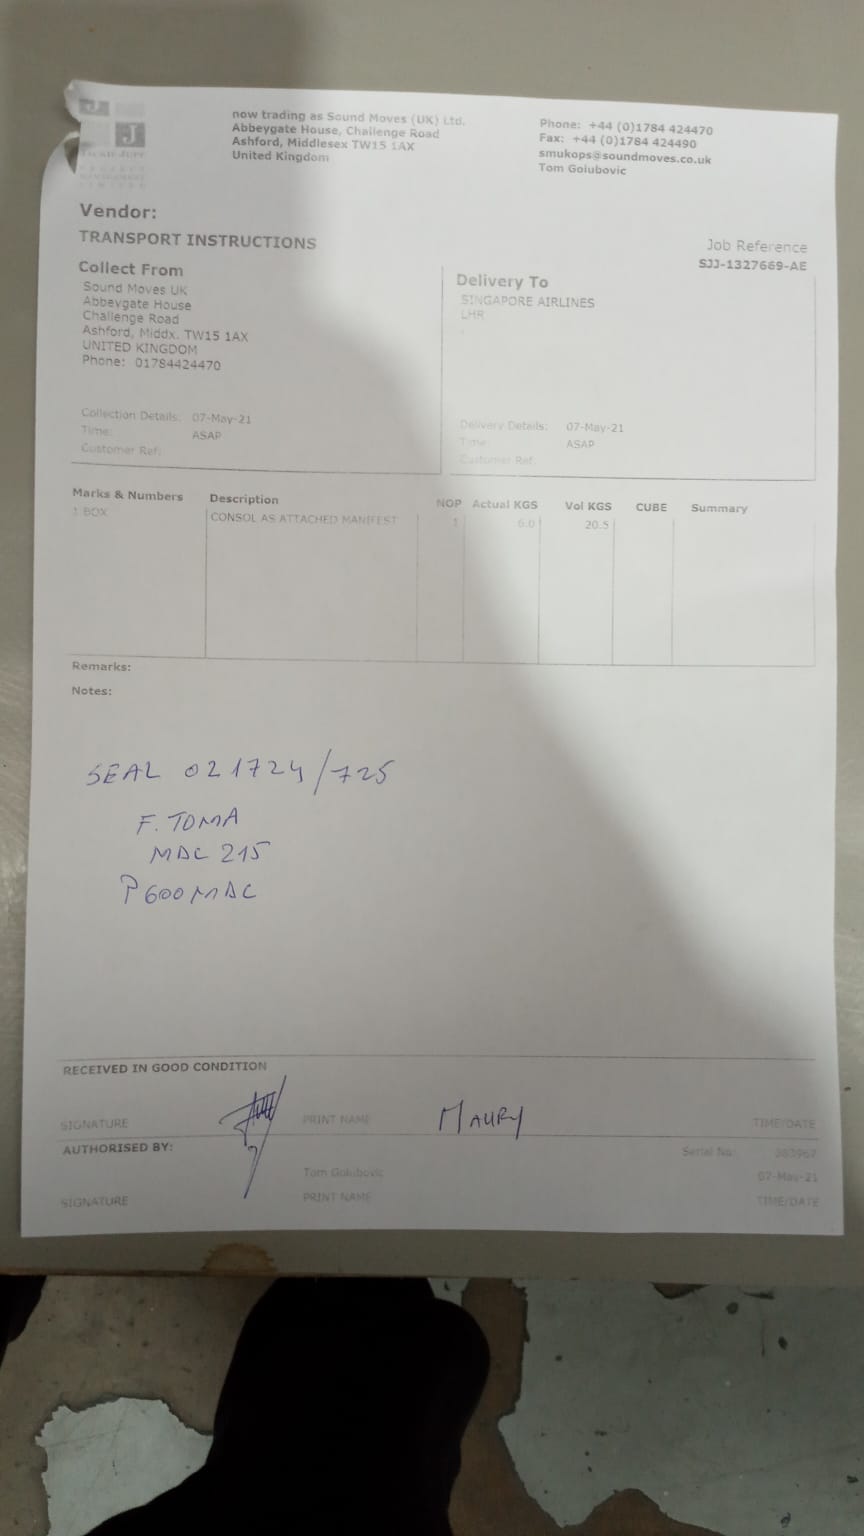 now trading as Sound Moves (UK) Ltd.
Abbeygate House, Challenge Road
Ashford, Middlesex TW15 1AX
United Kingdom
Phone: +44 (0)1784 424470
Fax: +44 (0)1784 424490
smukops@soundmoves.co.uk
Tom Golubovic
J
Vendor:
TRANSPORT INSTRUCTIONS
Job Reference
SJJ-1327669-AE
Collect From
Sound Moves UK
Abbeygate House
Challenge Road
Ashford, Middx. TW15 1AX
UNITED KINGDOM
Phone: 01784424470
Collection Details: 07-May-21
Time: ASAP
Customer Ref:
Delivery To
SINGAPORE AIRLINES
LHR
Delivery Details: 07-May-21
Time: ASAP
Customer Ref:
Marks & Numbers Description NOP Actual KGS Vol KGS CUBE Summary
1 BOX CONSOL AS ATTACHED MANIFEST 1 6.0 20.5
Remarks:
Notes:
SEAL 021724/725
F. TOMA
MDC 215
P600MDC
RECEIVED IN GOOD CONDITION
SIGNATURE PRINT NAME MAURY TIME/DATE
AUTHORISED BY: Serial No: 383967
Tom Golubovic 07-May-21
SIGNATURE PRINT NAME TIME/DATE